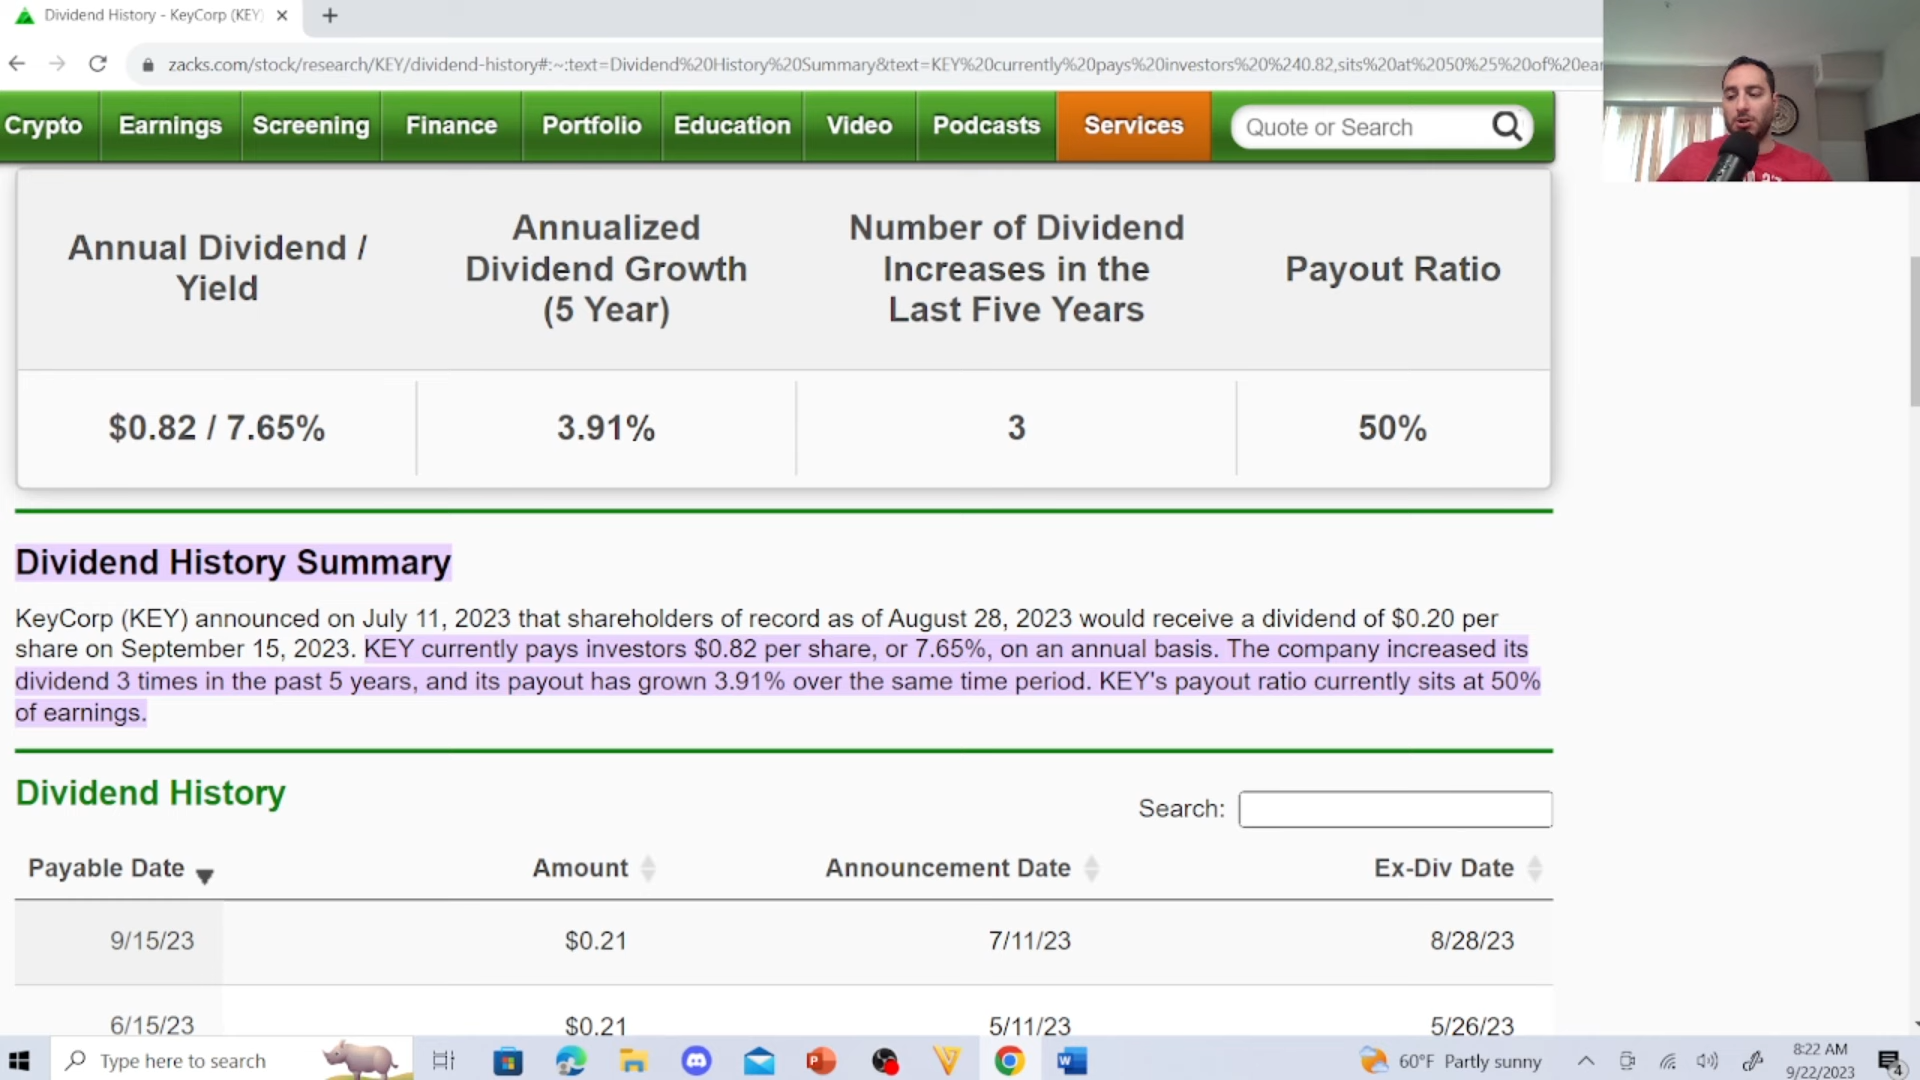 Dividend History - KeyCorp (KEY)
zacks.com/stock/research/KEY/dividend-history#:~:text=Dividend%20History%20Summary&text=KEY%20currently%20pays%20investors%20%240.82,sits%20at%2050%25%20of%20ear
Crypto Earnings Screening Finance Portfolio Education Video Podcasts Services Quote or Search
Annual Dividend /
Yield
Annualized
Dividend Growth
(5 Year)
Number of Dividend
Increases in the
Last Five Years
Payout Ratio
$0.82 / 7.65% 3.91% 3 50%
Dividend History Summary
KeyCorp (KEY) announced on July 11, 2023 that shareholders of record as of August 28, 2023 would receive a dividend of $0.20 per
share on September 15, 2023. KEY currently pays investors $0.82 per share, or 7.65%, on an annual basis. The company increased its
dividend 3 times in the past 5 years, and its payout has grown 3.91% over the same time period. KEY's payout ratio currently sits at 50%
of earnings.
Dividend History
Search:
Payable Date Amount Announcement Date Ex-Div Date
9/15/23 $0.21 7/11/23 8/28/23
6/15/23 $0.21 5/11/23 5/26/23
Type here to search
60°F Partly sunny
8:22 AM
9/22/2023
4